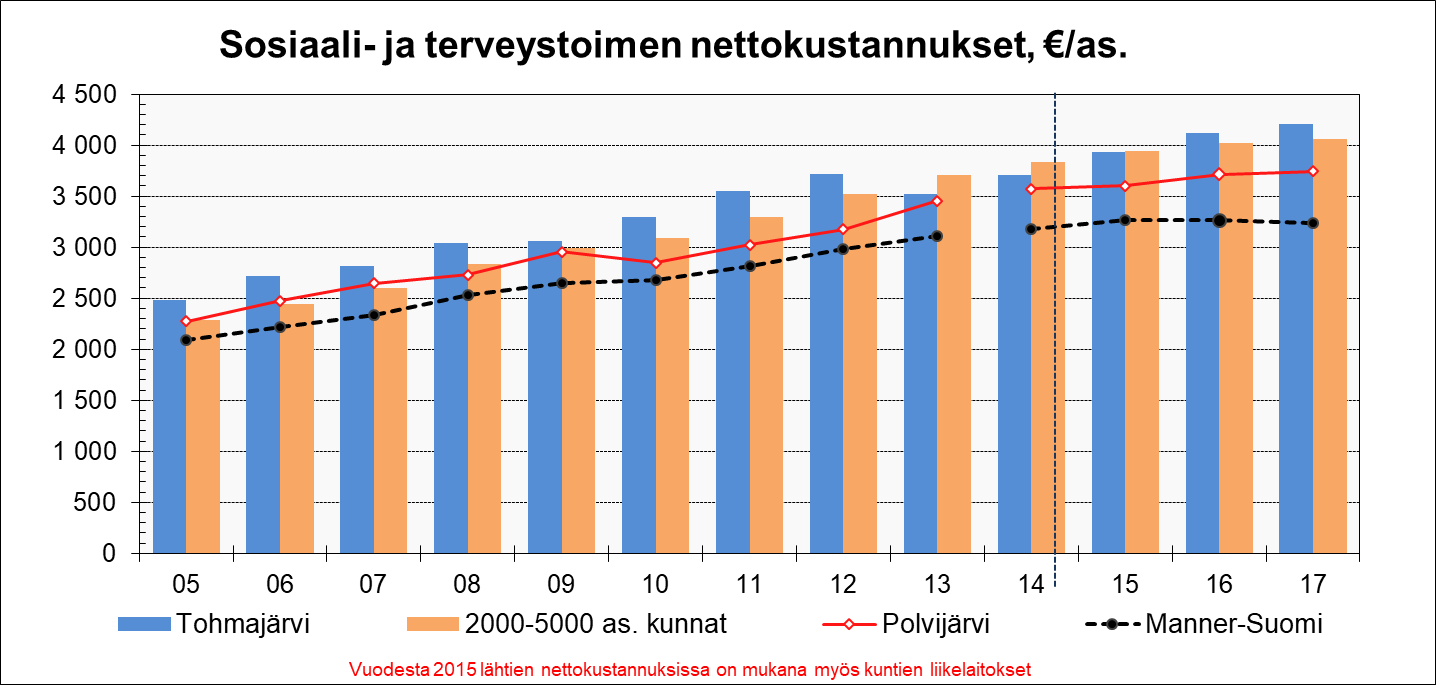 Sosiaali- ja terveystoimen nettokustannukset, €/as.
4 500
4 000
3 500
3 000
2 500
2 000
1 500
1 000
500
0
05 06 07 08 09 10 11 12 13 14 15 16 17
Tohmajärvi 2000-5000 as. kunnat Polvijärvi Manner-Suomi
Vuodesta 2015 lähtien nettokustannuksissa on mukana myös kuntien liikelaitokset